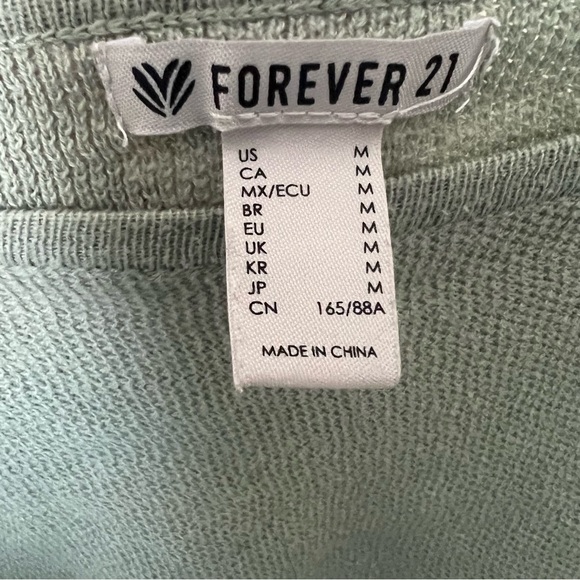 FOREVER 21
US M
CA M
MX/ECU M
BR M
EU M
UK M
KR M
JP M
CN 165/88A
MADE IN CHINA